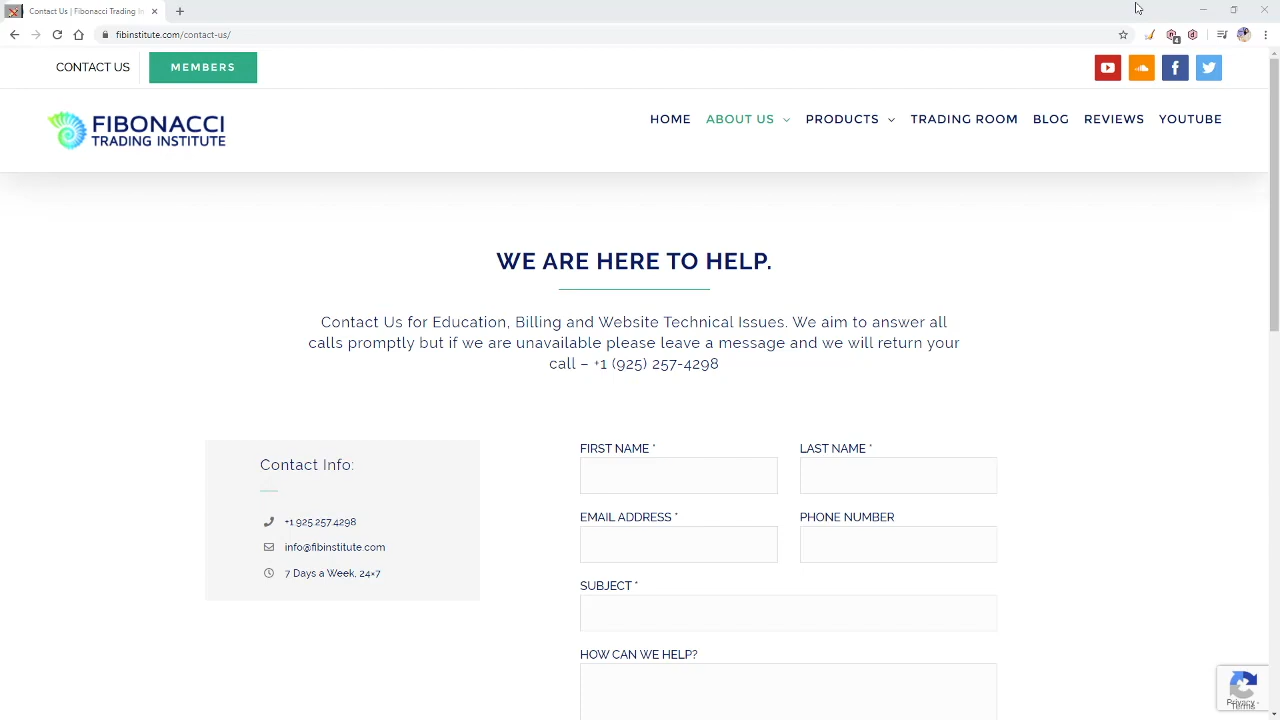 Contact Us | Fibonacci Trading In
fibinstitute.com/contact-us/
4
CONTACT US
MEMBERS
FIBONACCI
TRADING INSTITUTE
HOME
ABOUT US
PRODUCTS
TRADING ROOM
BLOG
REVIEWS
YOUTUBE
WE ARE HERE TO HELP.
Contact Us for Education, Billing and Website Technical Issues. We aim to answer all
calls promptly but if we are unavailable please leave a message and we will return your
call – +1 (925) 257-4298
Contact Info:
+1.925.257.4298
info@fibinstitute.com
7 Days a Week, 24×7
FIRST NAME *
LAST NAME *
EMAIL ADDRESS *
PHONE NUMBER
SUBJECT *
HOW CAN WE HELP?
Privacy -
Terms